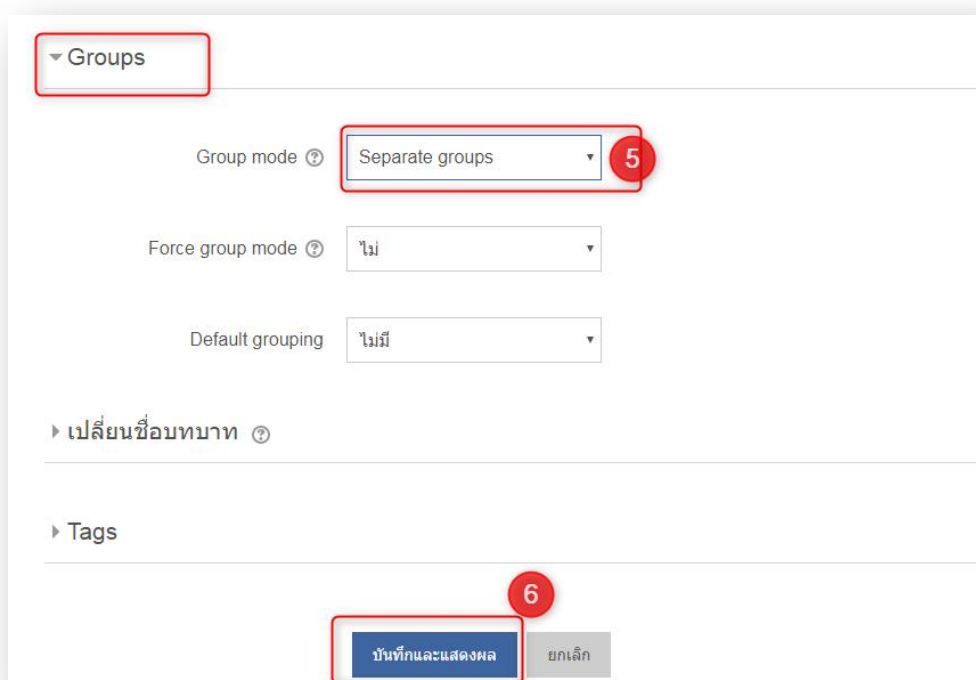 Groups
Group mode Separate groups 5
Force group mode ไม่
Default grouping ไม่มี
เปลี่ยนชื่อบทบาท
Tags
6
บันทึกและแสดงผล ยกเลิก